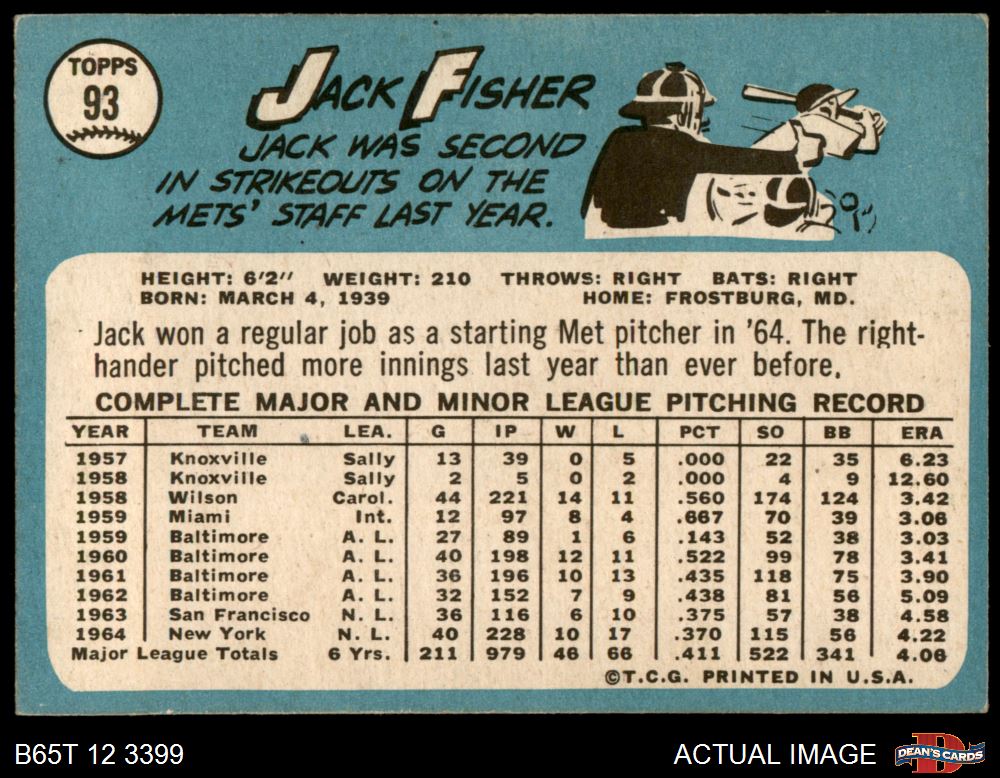 TOPPS
93
JACK FISHER
JACK WAS SECOND
IN STRIKEOUTS ON THE
METS' STAFF LAST YEAR.
HEIGHT: 6'2" WEIGHT: 210 THROWS: RIGHT BATS: RIGHT
BORN: MARCH 4, 1939 HOME: FROSTBURG, MD.
Jack won a regular job as a starting Met pitcher in '64. The right-
hander pitched more innings last year than ever before.
COMPLETE MAJOR AND MINOR LEAGUE PITCHING RECORD
YEAR TEAM LEA. G IP W L PCT SO BB ERA
1957 Knoxville Sally 13 39 0 5 .000 22 35 6.23
1958 Knoxville Sally 2 5 0 2 .000 4 9 12.60
1958 Wilson Carol. 44 221 14 11 .560 174 124 3.42
1959 Miami Int. 12 97 8 4 .667 70 39 3.06
1959 Baltimore A. L. 27 89 1 6 .143 52 38 3.03
1960 Baltimore A. L. 40 198 12 11 .522 99 78 3.41
1961 Baltimore A. L. 36 196 10 13 .435 118 75 3.90
1962 Baltimore A. L. 32 152 7 9 .438 81 56 5.09
1963 San Francisco N. L. 36 116 6 10 .375 57 38 4.58
1964 New York N. L. 40 228 10 17 .370 115 56 4.22
Major League Totals 6 Yrs. 211 979 46 66 .411 522 341 4.06
©T.C.G. PRINTED IN U.S.A.
B65T 12 3399 ACTUAL IMAGE DEAN'S CARDS